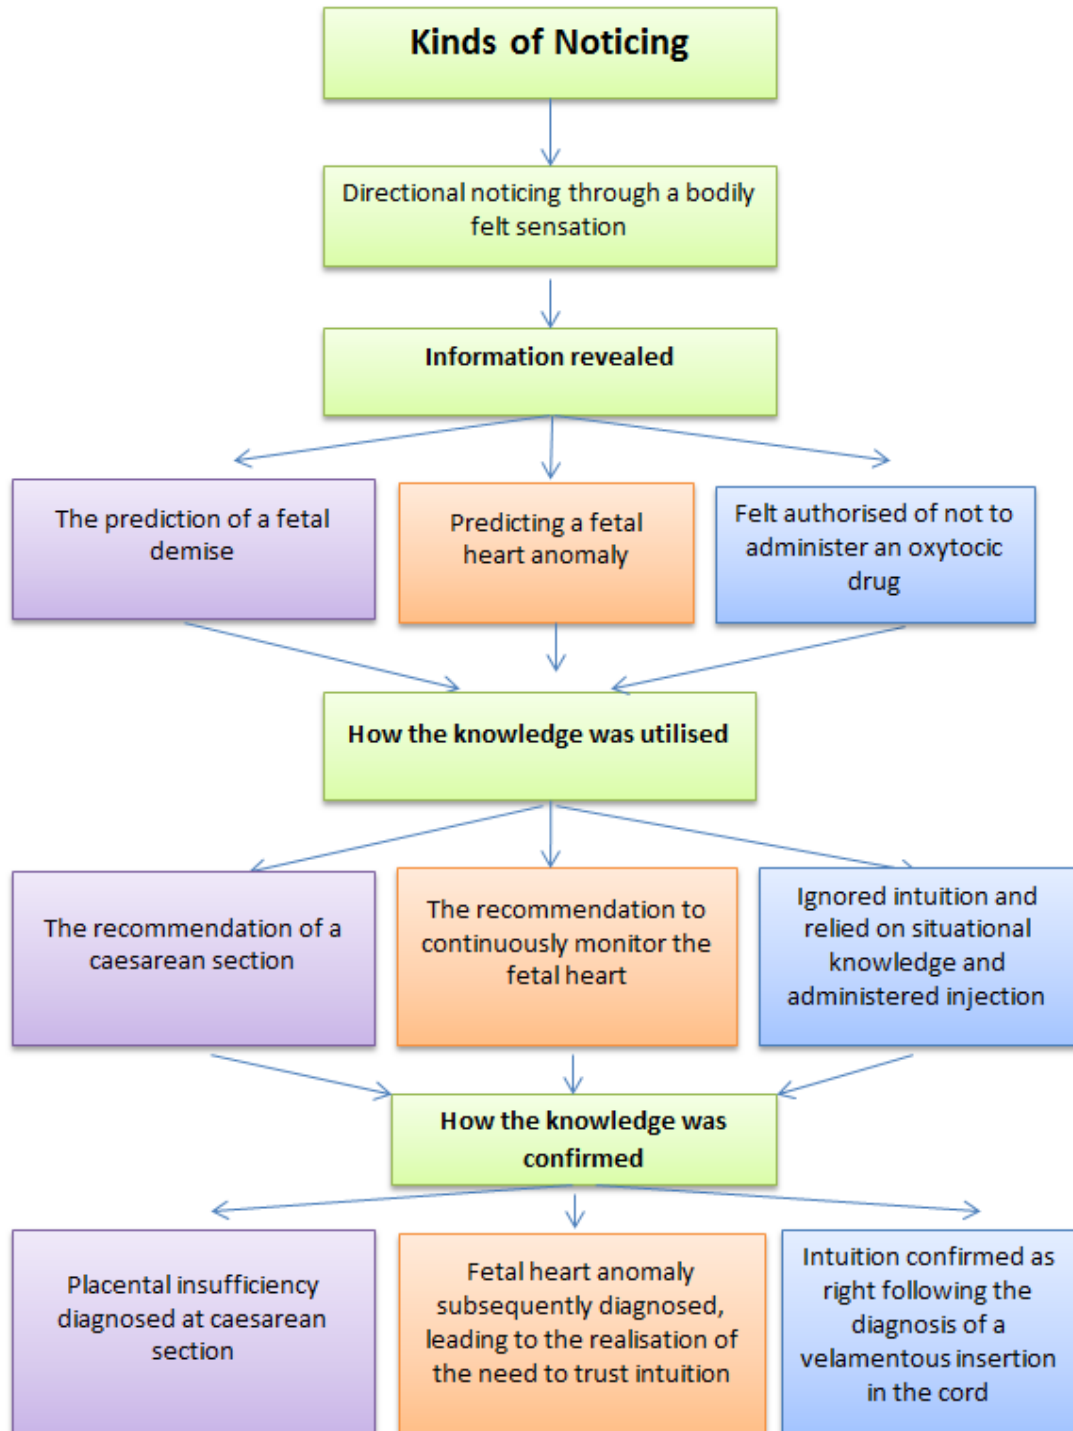 Kinds of Noticing
Directional noticing through a bodily
felt sensation
Information revealed
The prediction of a fetal
demise
Predicting a fetal
heart anomaly
Felt authorised of not to
administer an oxytocic
drug
How the knowledge was utilised
The recommendation of a
caesarean section
The recommendation to
continuously monitor the
fetal heart
Ignored intuition and
relied on situational
knowledge and
administered injection
How the knowledge was
confirmed
Placental insufficiency
diagnosed at caesarean
section
Fetal heart anomaly
subsequently diagnosed,
leading to the realisation of
the need to trust intuition
Intuition confirmed as
right following the
diagnosis of a
velamentous insertion
in the cord